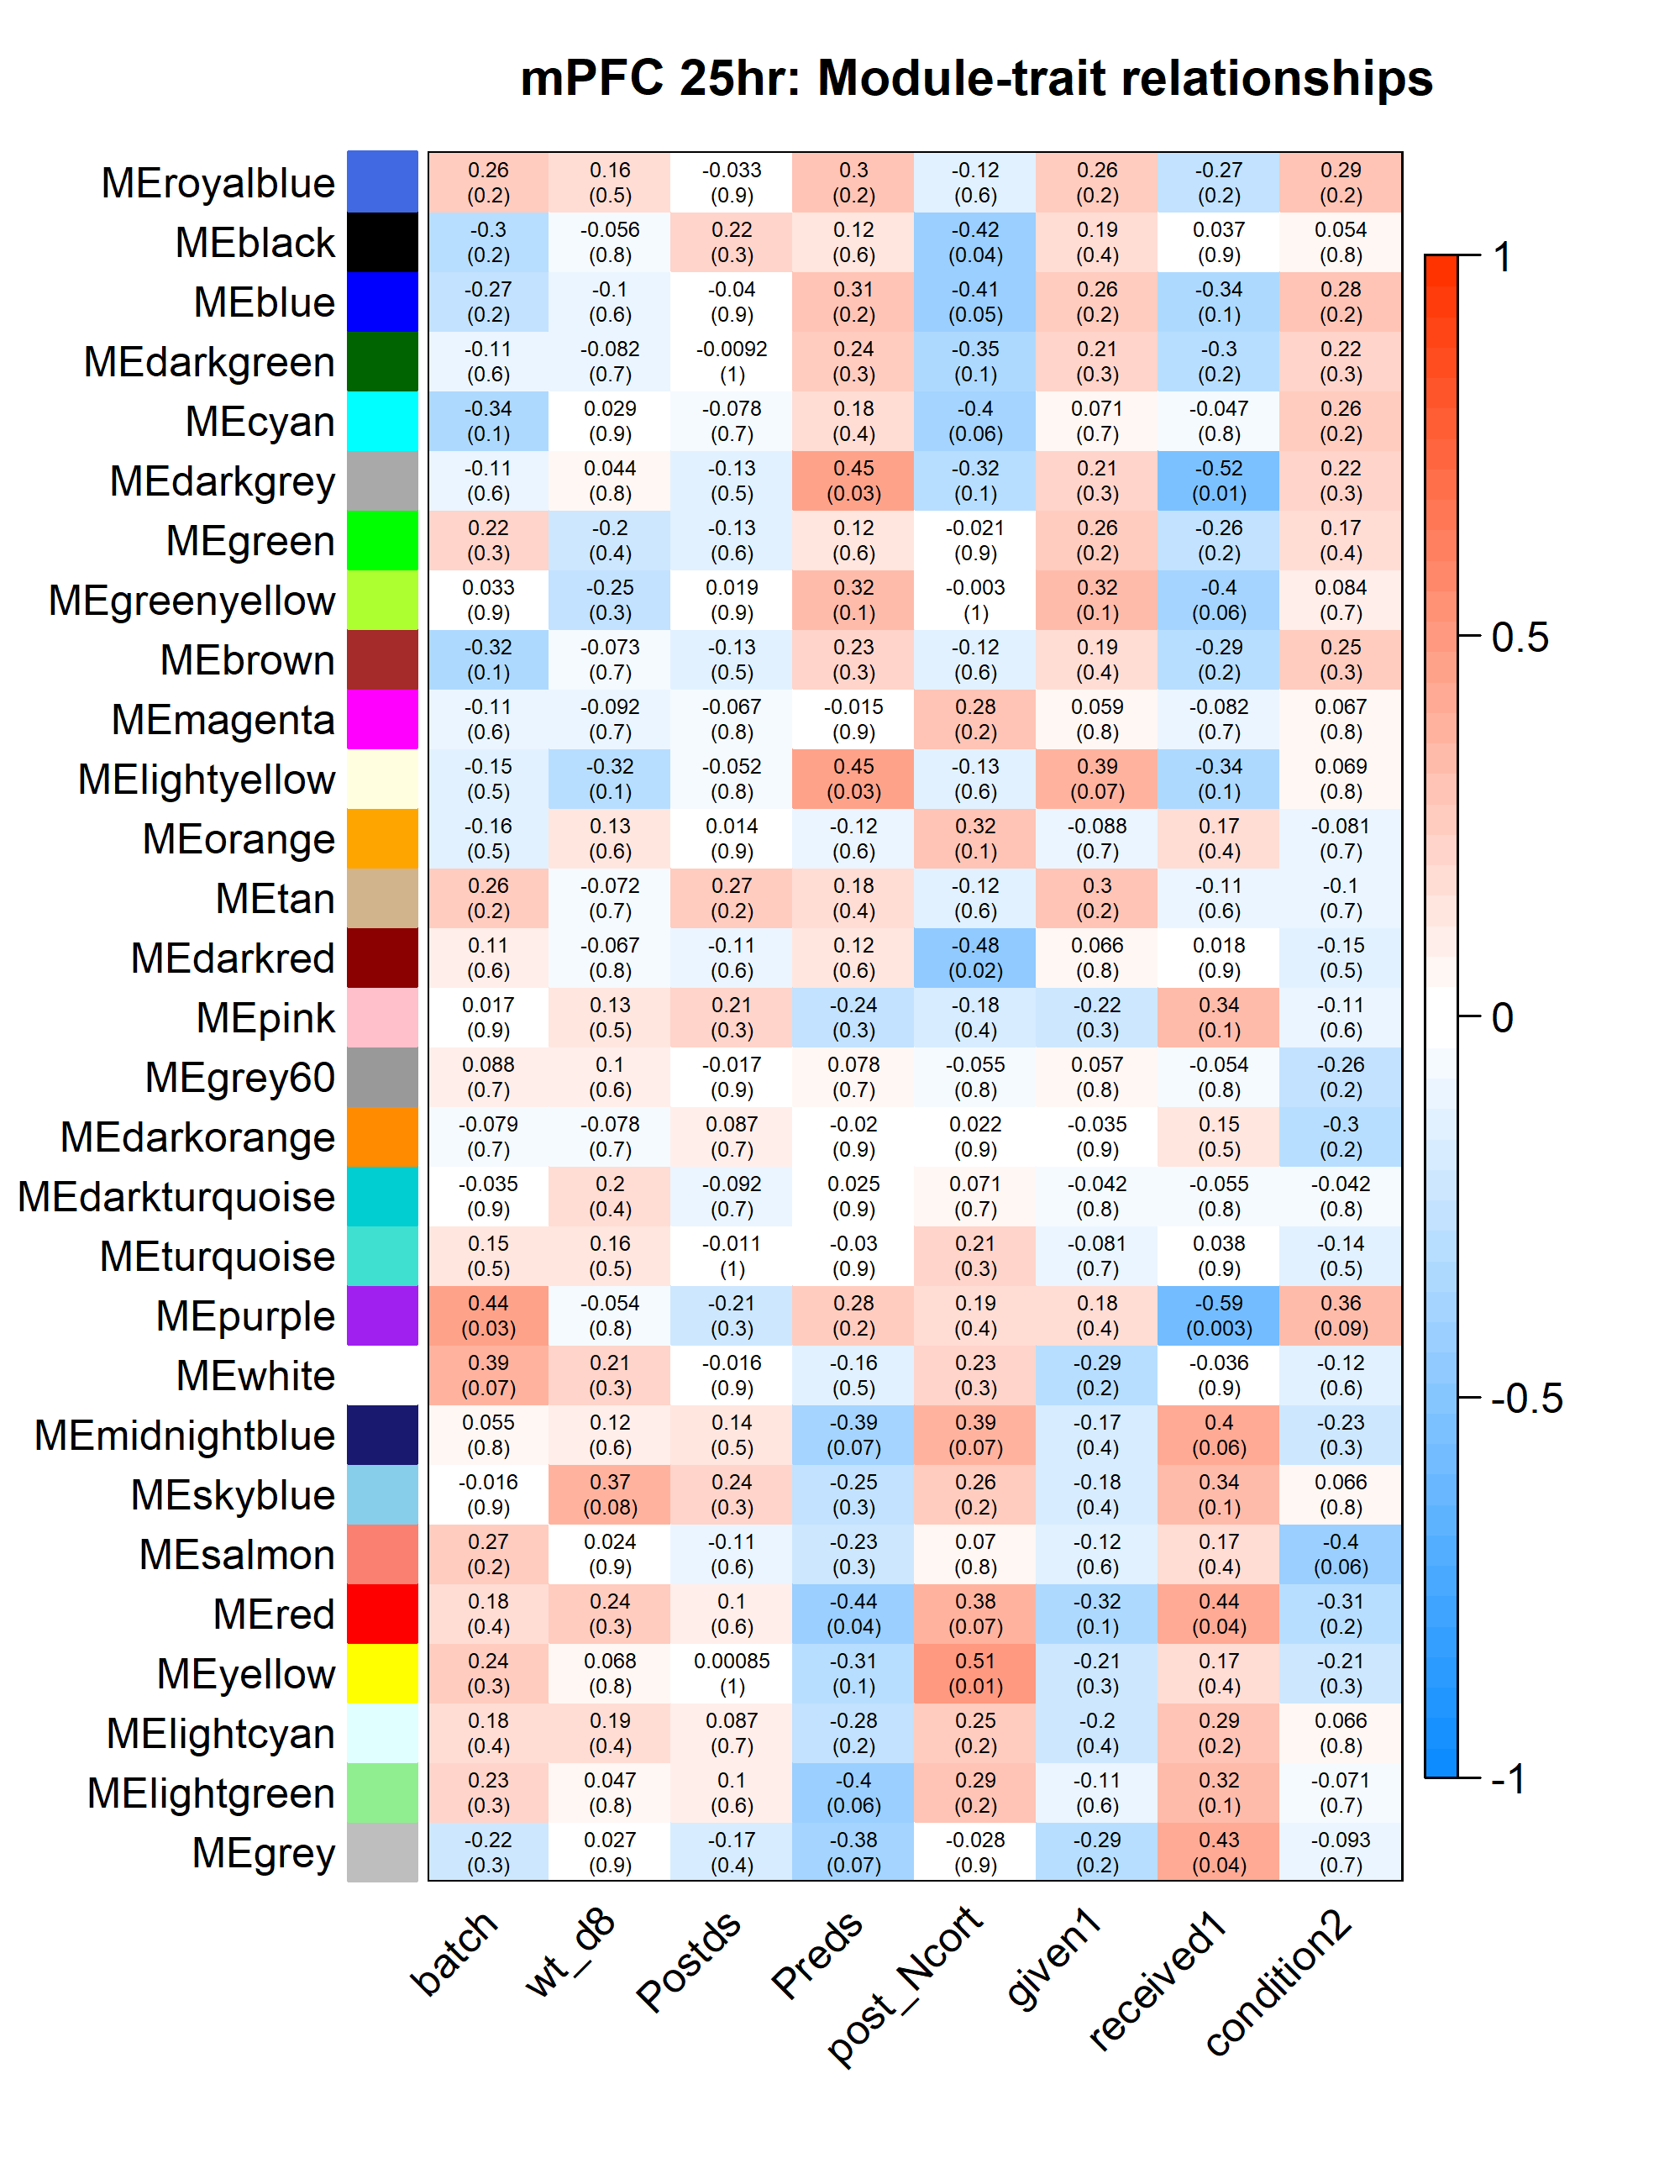 mPFC 25hr: Module-trait relationships
MEroyalblue 0.26 0.16 -0.033 0.3 -0.12 0.26 -0.27 0.29
(0.2) (0.5) (0.9) (0.2) (0.6) (0.2) (0.2) (0.2)
MEblack -0.3 -0.056 0.22 0.12 -0.42 0.19 0.037 0.054
(0.2) (0.8) (0.3) (0.6) (0.04) (0.4) (0.9) (0.8)
MEblue -0.27 -0.1 -0.04 0.31 -0.41 0.26 -0.34 0.28
(0.2) (0.6) (0.9) (0.2) (0.05) (0.2) (0.1) (0.2)
MEdarkgreen -0.11 -0.082 -0.0092 0.24 -0.35 0.21 -0.3 0.22
(0.6) (0.7) (1) (0.3) (0.1) (0.3) (0.2) (0.3)
MEcyan -0.34 0.029 -0.078 0.18 -0.4 0.071 -0.047 0.26
(0.1) (0.9) (0.7) (0.4) (0.06) (0.7) (0.8) (0.2)
MEdarkgrey -0.11 0.044 -0.13 0.45 -0.32 0.21 -0.52 0.22
(0.6) (0.8) (0.5) (0.03) (0.1) (0.3) (0.01) (0.3)
MEgreen 0.22 -0.2 -0.13 0.12 -0.021 0.26 -0.26 0.17
(0.3) (0.4) (0.6) (0.6) (0.9) (0.2) (0.2) (0.4)
MEgreenyellow 0.033 -0.25 0.019 0.32 -0.003 0.32 -0.4 0.084
(0.9) (0.3) (0.9) (0.1) (1) (0.1) (0.06) (0.7)
MEbrown -0.32 -0.073 -0.13 0.23 -0.12 0.19 -0.29 0.25
(0.1) (0.7) (0.5) (0.3) (0.6) (0.4) (0.2) (0.3)
MEmagenta -0.11 -0.092 -0.067 -0.015 0.28 0.059 -0.082 0.067
(0.6) (0.7) (0.8) (0.9) (0.2) (0.8) (0.7) (0.8)
MElightyellow -0.15 -0.32 -0.052 0.45 -0.13 0.39 -0.34 0.069
(0.5) (0.1) (0.8) (0.03) (0.6) (0.07) (0.1) (0.8)
MEorange -0.16 0.13 0.014 -0.12 0.32 -0.088 0.17 -0.081
(0.5) (0.6) (0.9) (0.6) (0.1) (0.7) (0.4) (0.7)
MEtan 0.26 -0.072 0.27 0.18 -0.12 0.3 -0.11 -0.1
(0.2) (0.7) (0.2) (0.4) (0.6) (0.2) (0.6) (0.7)
MEdarkred 0.11 -0.067 -0.11 0.12 -0.48 0.066 0.018 -0.15
(0.6) (0.8) (0.6) (0.6) (0.02) (0.8) (0.9) (0.5)
MEpink 0.017 0.13 0.21 -0.24 -0.18 -0.22 0.34 -0.11
(0.9) (0.5) (0.3) (0.3) (0.4) (0.3) (0.1) (0.6)
MEgrey60 0.088 0.1 -0.017 0.078 -0.055 0.057 -0.054 -0.26
(0.7) (0.6) (0.9) (0.7) (0.8) (0.8) (0.8) (0.2)
MEdarkorange -0.079 -0.078 0.087 -0.02 0.022 -0.035 0.15 -0.3
(0.7) (0.7) (0.7) (0.9) (0.9) (0.9) (0.5) (0.2)
MEdarkturquoise -0.035 0.2 -0.092 0.025 0.071 -0.042 -0.055 -0.042
(0.9) (0.4) (0.7) (0.9) (0.7) (0.8) (0.8) (0.8)
MEturquoise 0.15 0.16 -0.011 -0.03 0.21 -0.081 0.038 -0.14
(0.5) (0.5) (1) (0.9) (0.3) (0.7) (0.9) (0.5)
MEpurple 0.44 -0.054 -0.21 0.28 0.19 0.18 -0.59 0.36
(0.03) (0.8) (0.3) (0.2) (0.4) (0.4) (0.003) (0.09)
MEwhite 0.39 0.21 -0.016 -0.16 0.23 -0.29 -0.036 -0.12
(0.07) (0.3) (0.9) (0.5) (0.3) (0.2) (0.9) (0.6)
MEmidnightblue 0.055 0.12 0.14 -0.39 0.39 -0.17 0.4 -0.23
(0.8) (0.6) (0.5) (0.07) (0.07) (0.4) (0.06) (0.3)
MEskyblue -0.016 0.37 0.24 -0.25 0.26 -0.18 0.34 0.066
(0.9) (0.08) (0.3) (0.3) (0.2) (0.4) (0.1) (0.8)
MEsalmon 0.27 0.024 -0.11 -0.23 0.07 -0.12 0.17 -0.4
(0.2) (0.9) (0.6) (0.3) (0.8) (0.6) (0.4) (0.06)
MEred 0.18 0.24 0.1 -0.44 0.38 -0.32 0.44 -0.31
(0.4) (0.3) (0.6) (0.04) (0.07) (0.1) (0.04) (0.2)
MEyellow 0.24 0.068 0.00085 -0.31 0.51 -0.21 0.17 -0.21
(0.3) (0.8) (1) (0.1) (0.01) (0.3) (0.4) (0.3)
MElightcyan 0.18 0.19 0.087 -0.28 0.25 -0.2 0.29 0.066
(0.4) (0.4) (0.7) (0.2) (0.2) (0.4) (0.2) (0.8)
MElightgreen 0.23 0.047 0.1 -0.4 0.29 -0.11 0.32 -0.071
(0.3) (0.8) (0.6) (0.06) (0.2) (0.6) (0.1) (0.7)
MEgrey -0.22 0.027 -0.17 -0.38 -0.028 -0.29 0.43 -0.093
(0.3) (0.9) (0.4) (0.07) (0.9) (0.2) (0.04) (0.7)
batch wt_d8 Postds Preds post_Ncort given1 received1 condition2
1
0.5
0
-0.5
-1